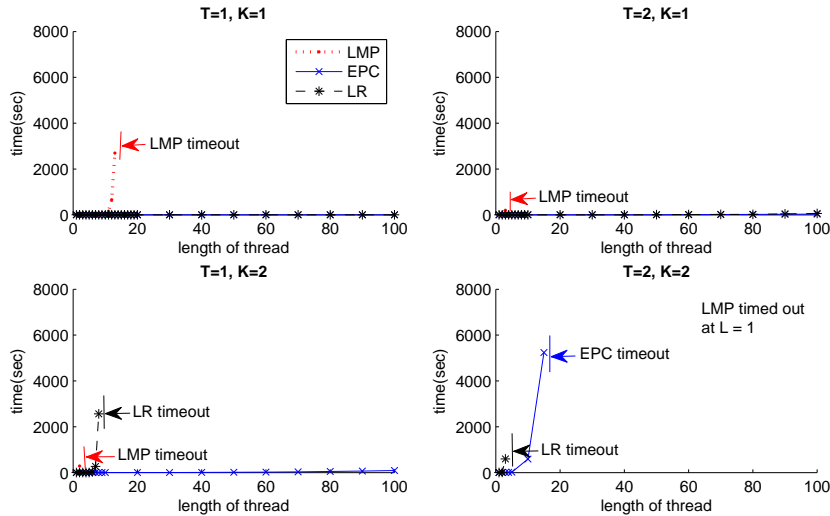 T=1, K=1
8000
6000
4000
2000
0
time(sec)
LMP
EPC
LR
LMP timeout
0 20 40 60 80 100
length of thread
T=2, K=1
8000
6000
4000
2000
0
time(sec)
LMP timeout
0 20 40 60 80 100
length of thread
T=1, K=2
8000
6000
4000
2000
0
time(sec)
LR timeout
LMP timeout
0 20 40 60 80 100
length of thread
T=2, K=2
8000
6000
4000
2000
0
time(sec)
LMP timed out
at L = 1
EPC timeout
LR timeout
0 20 40 60 80 100
length of thread